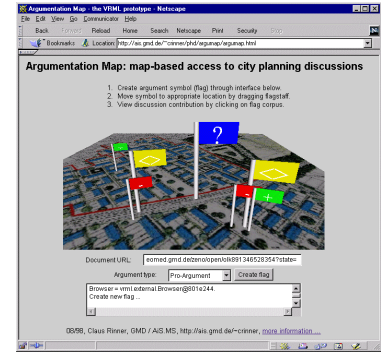 Argumentation Map - the VRML prototype - Netscape
File Edit View Go Communicator Help
Back Forward Reload Home Search Netscape Print Security Stop
Bookmarks Location: http://ais.gmd.de/~crinner/phd/argumap/argumap.html
Argumentation Map: map-based access to city planning discussions
1. Create argument symbol (flag) through interface below.
2. Move symbol to appropriate location by dragging flagstaff.
3. View discussion contribution by clicking on flag corpus.
?
+
-
- +
Document URL: eomed.gmd.de/zeno/open/olk891346528354?state=
Argument type: Pro-Argument Create flag
Browser = vrml.external.Browser@801e244.
Create new flag ...
08/98, Claus Rinner, GMD / AiS.MS, http://ais.gmd.de/~crinner, more information....